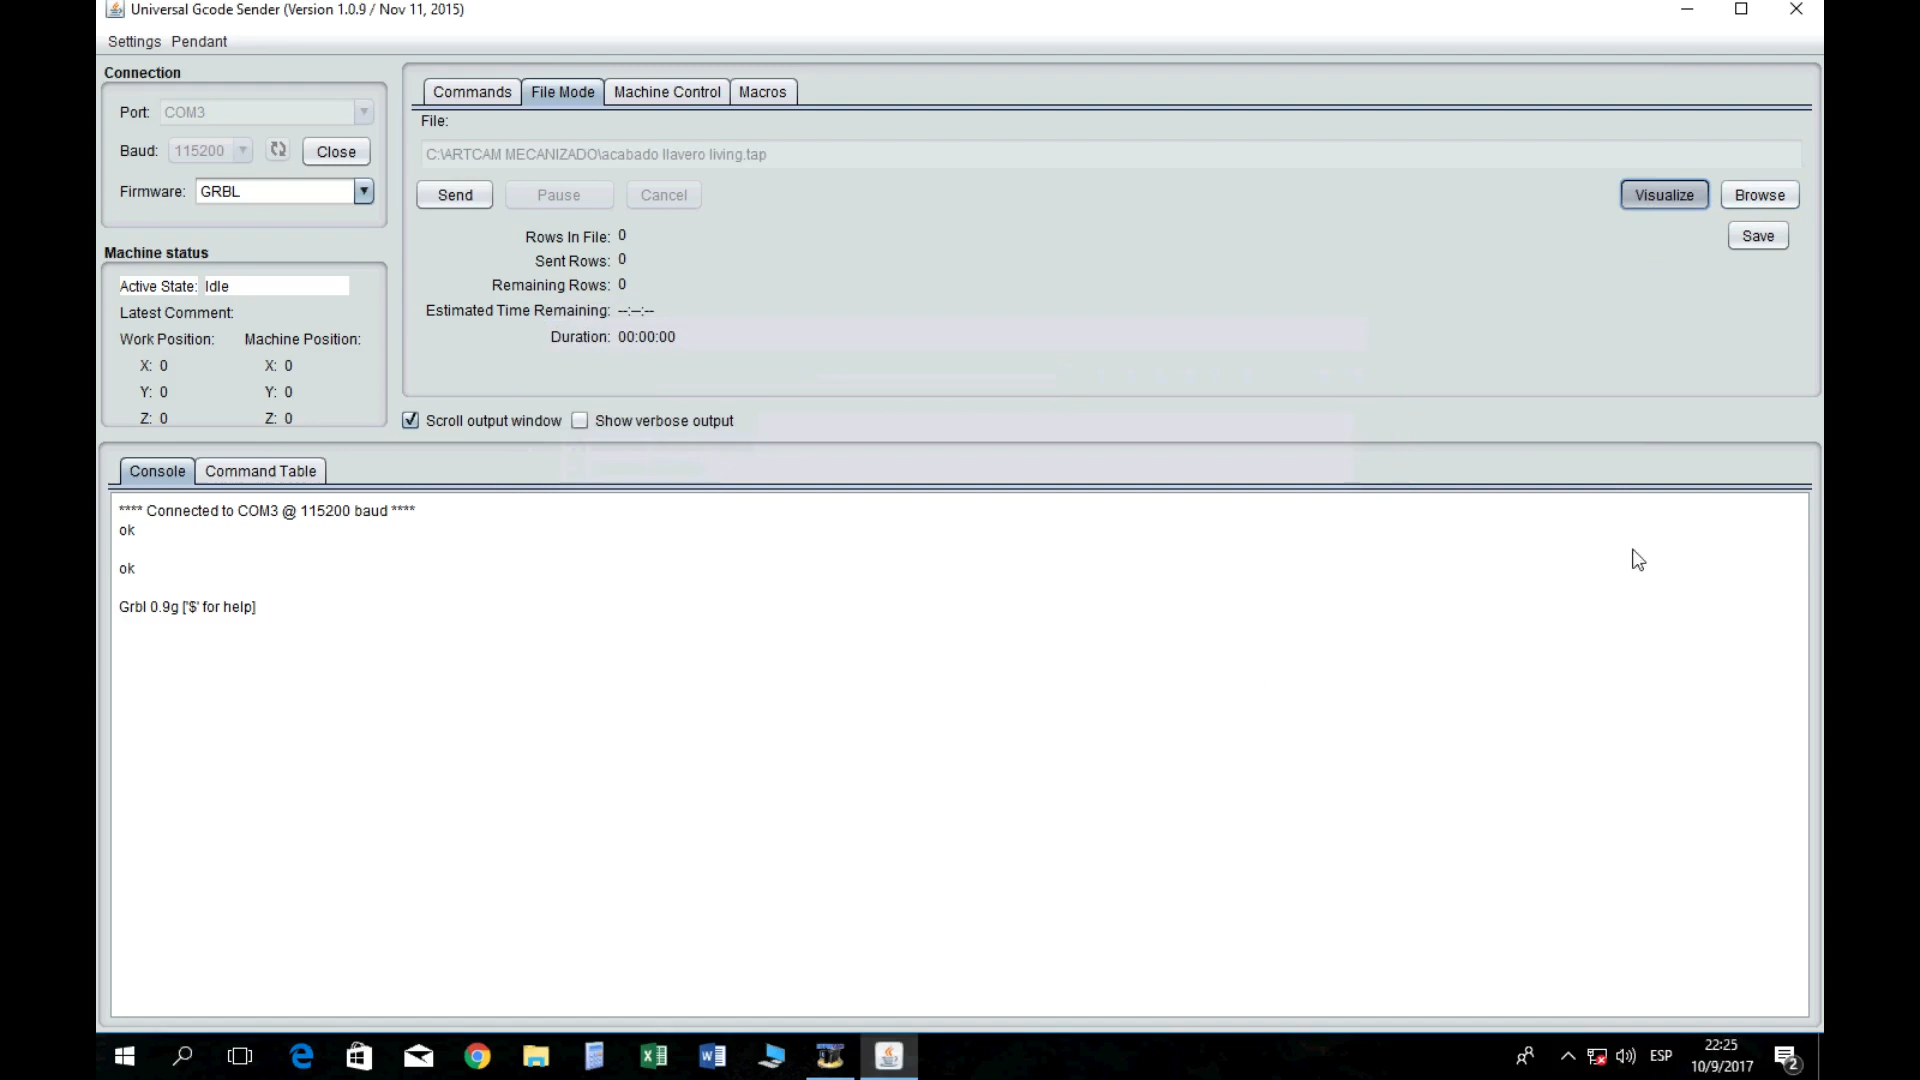 Universal Gcode Sender (Version 1.0.9 / Nov 11, 2015)
Settings Pendant
Connection
Port: COM3
Baud: 115200 Close
Firmware: GRBL
Machine status
Active State: Idle
Latest Comment:
Work Position: Machine Position:
X: 0 X: 0
Y: 0 Y: 0
Z: 0 Z: 0
Commands File Mode Machine Control Macros
File:
C:\ARTCAM MECANIZADO\acabado llavero living.tap
Send Pause Cancel Visualize Browse
Save
Rows In File: 0
Sent Rows: 0
Remaining Rows: 0
Estimated Time Remaining: --:--:--
Duration: 00:00:00
Scroll output window Show verbose output
Console Command Table
**** Connected to COM3 @ 115200 baud ****
ok
ok
Grbl 0.9g ['$' for help]
ESP
22:25
10/9/2017
2